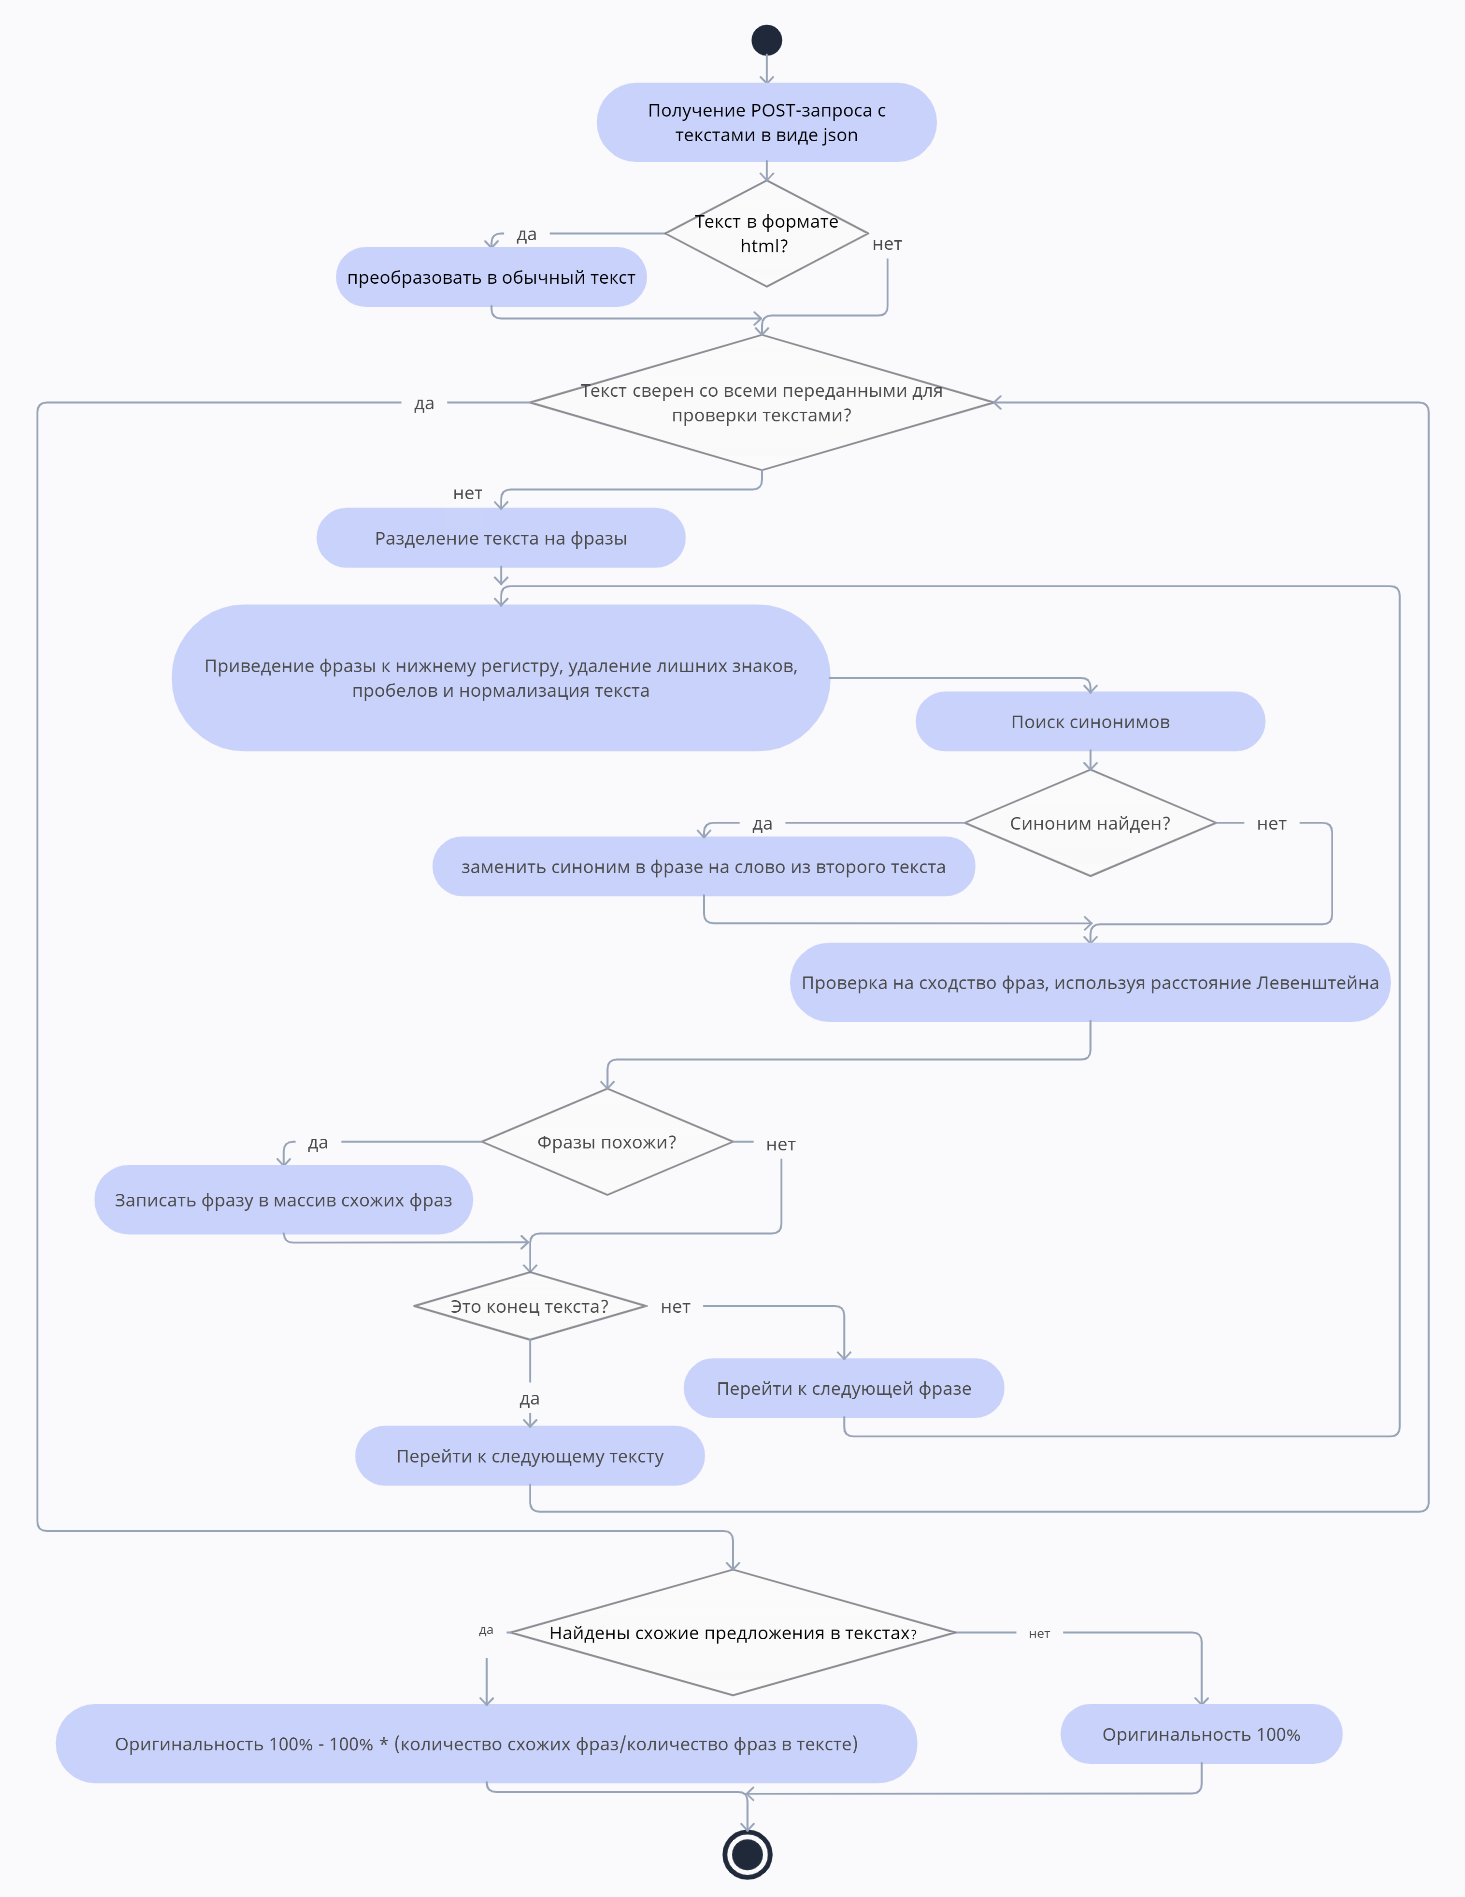 Получение POST-запроса с
текстами в виде json
Текст в формате
html?
да
нет
преобразовать в обычный текст
Текст сверен со всеми переданными для
проверки текстами?
да
нет
Разделение текста на фразы
Приведение фразы к нижнему регистру, удаление лишних знаков,
пробелов и нормализация текста
Поиск синонимов
Синоним найден?
да
нет
заменить синоним в фразе на слово из второго текста
Проверка на сходство фраз, используя расстояние Левенштейна
Фразы похожи?
да
нет
Записать фразу в массив схожих фраз
Это конец текста?
нет
Перейти к следующей фразе
да
Перейти к следующему тексту
Найдены схожие предложения в текстах?
да
нет
Оригинальность 100% - 100% * (количество схожих фраз/количество фраз в тексте)
Оригинальность 100%